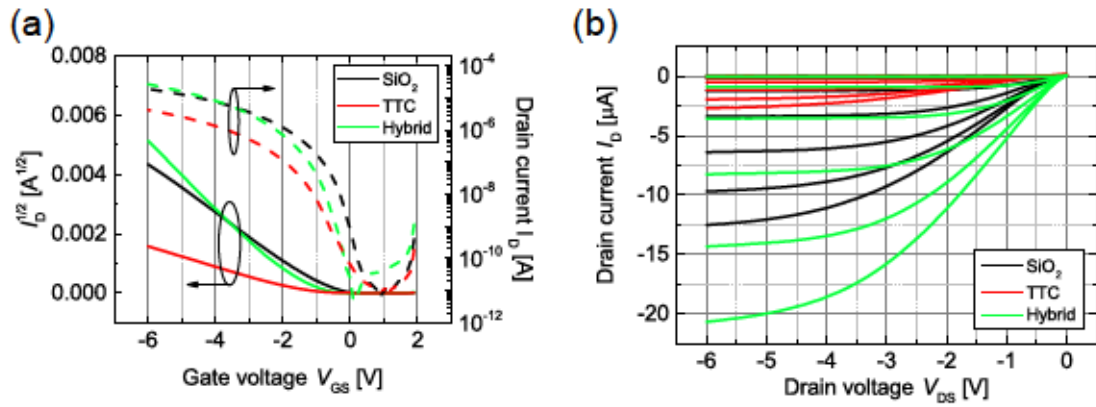 (a)
0.008
0.006
0.004
0.002
0.000
I_D^{1/2} [A^{1/2}]
-6 -4 -2 0 2
Gate voltage V_GS [V]
SiO₂
TTC
Hybrid
10⁻⁴
10⁻⁶
10⁻⁸
10⁻¹⁰
10⁻¹²
Drain current I_D [A]
(b)
0
-5
-10
-15
-20
Drain current I_D [µA]
SiO₂
TTC
Hybrid
-6 -5 -4 -3 -2 -1 0
Drain voltage V_DS [V]